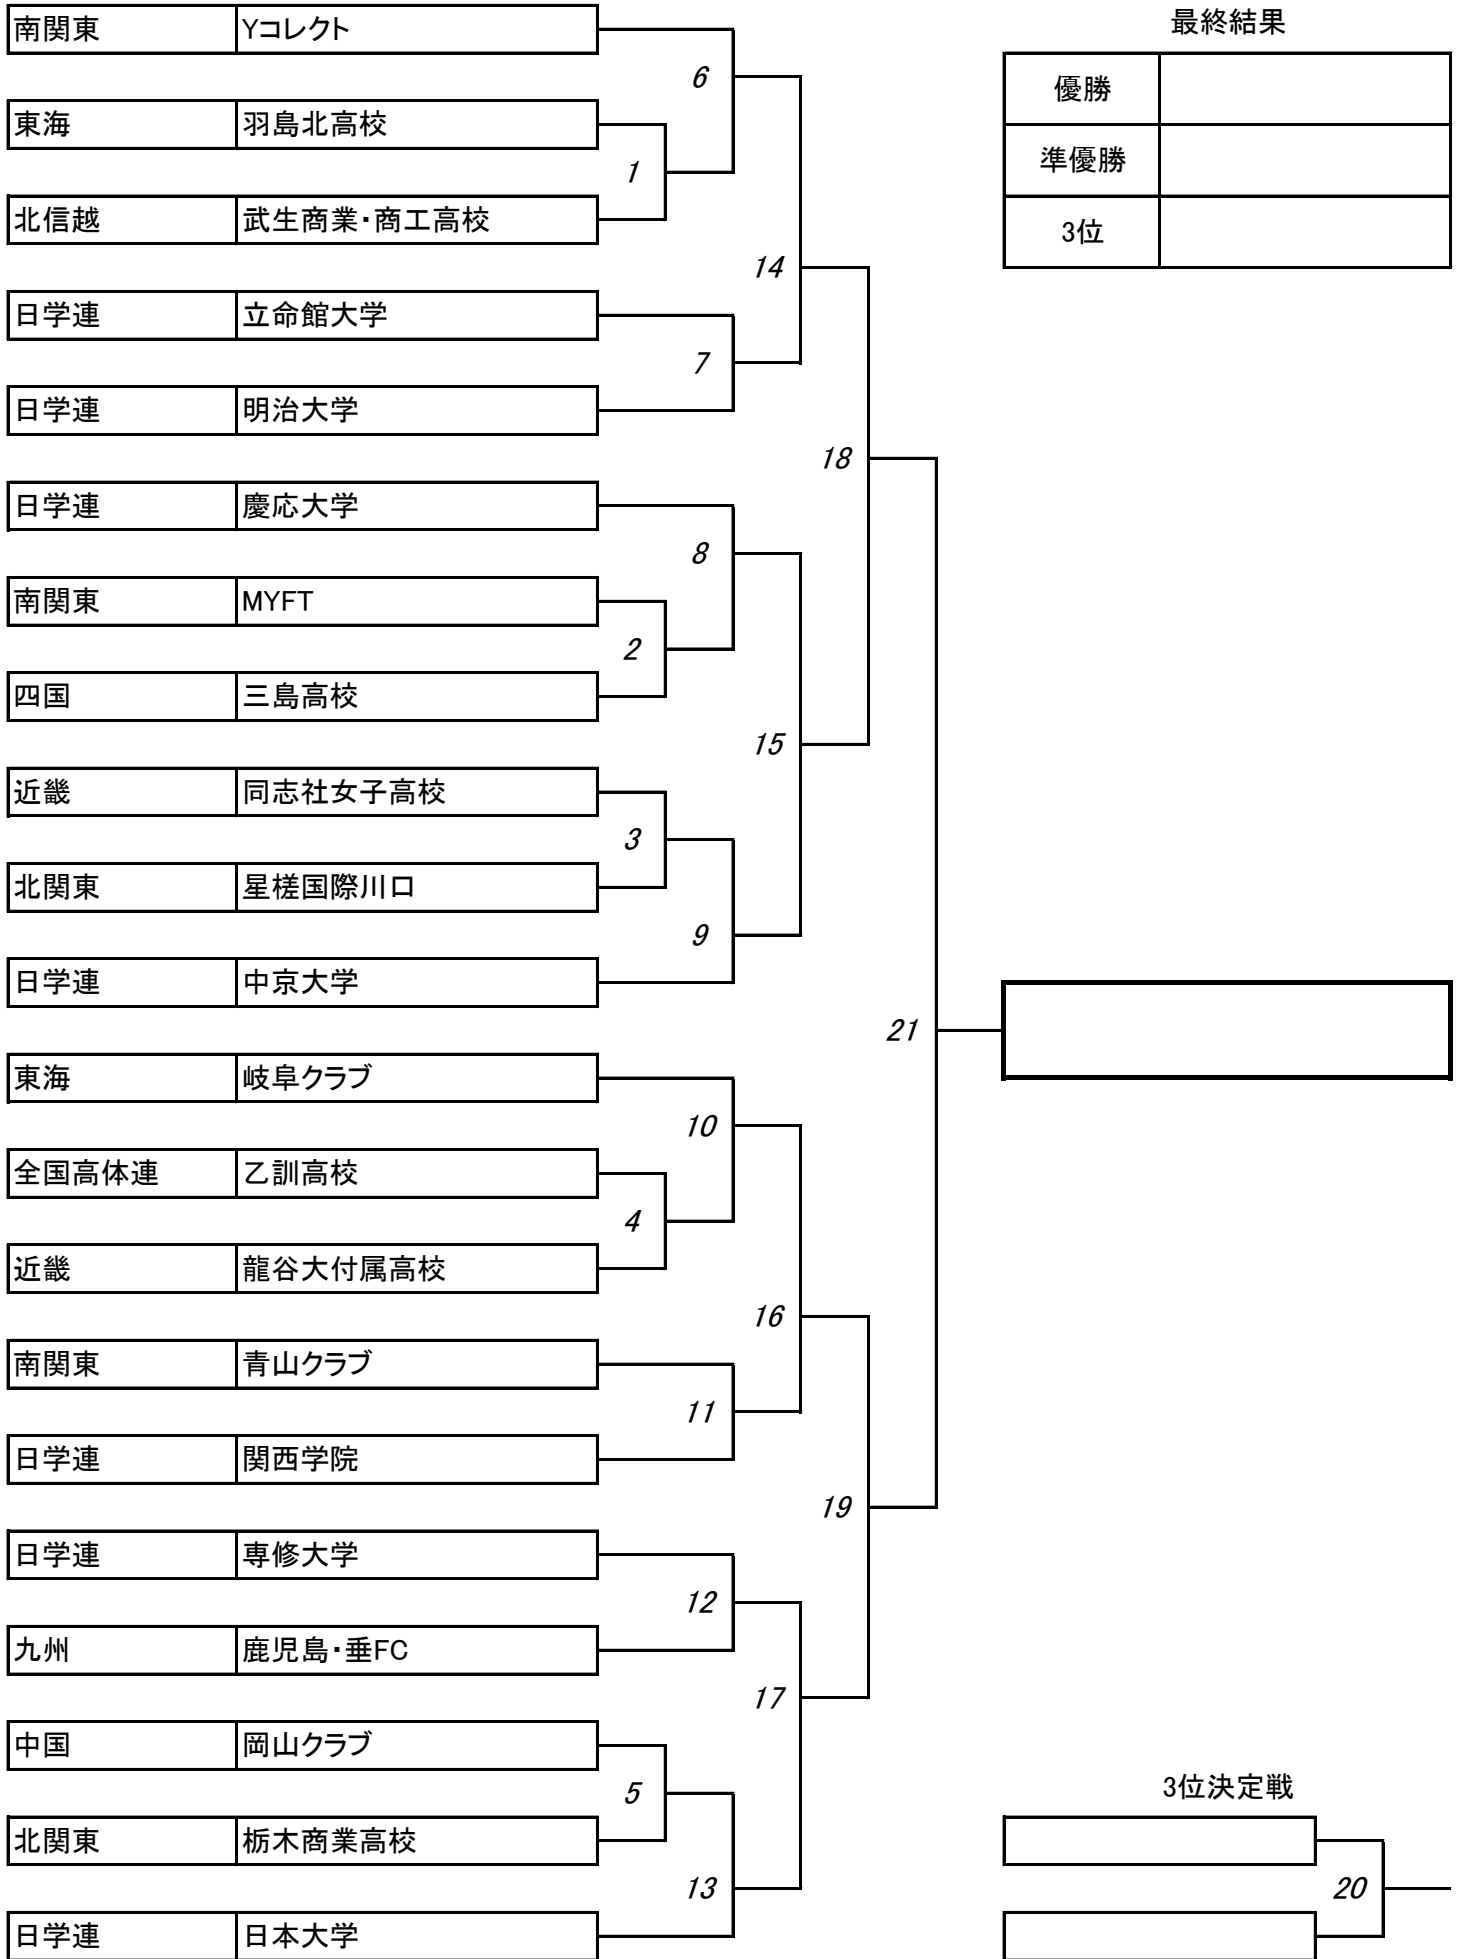 南関東 Yコレクト
最終結果
6
優勝
東海 羽島北高校
準優勝
1
北信越 武生商業・商工高校
3位
14
日学連 立命館大学
7
日学連 明治大学
18
日学連 慶応大学
8
南関東 MYFT
2
四国 三島高校
15
近畿 同志社女子高校
3
北関東 星槎国際川口
9
日学連 中京大学
21
東海 岐阜クラブ
10
全国高体連 乙訓高校
4
近畿 龍谷大付属高校
16
南関東 青山クラブ
11
日学連 関西学院
19
日学連 専修大学
12
九州 鹿児島・垂FC
17
中国 岡山クラブ
3位決定戦
5
北関東 栃木商業高校
13
20
日学連 日本大学